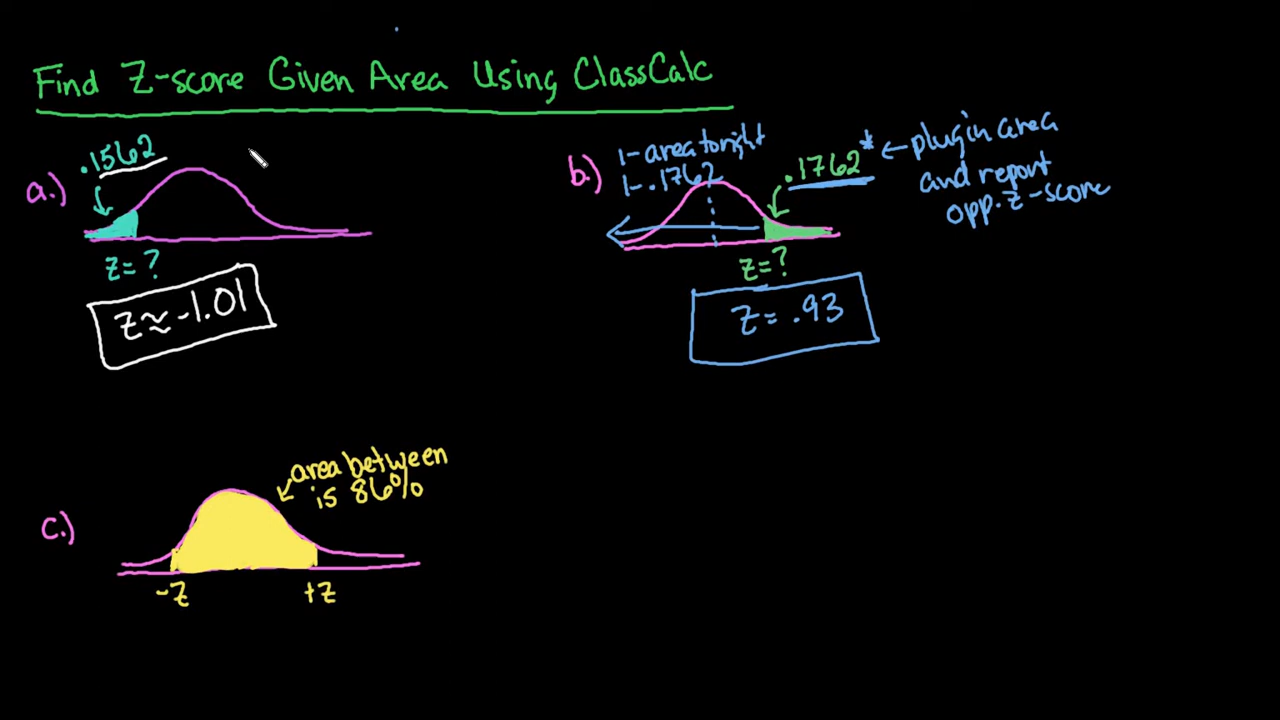 Find Z-score Given Area Using ClassCalc
a.)
.1562
z = ?
z ≈ -1.01
b.)
1 - area to right
1 - .1762
.1762*
← plug in area
and report
opp. z-score
z = ?
z = .93
c.)
area between
is 86%
-z
+z